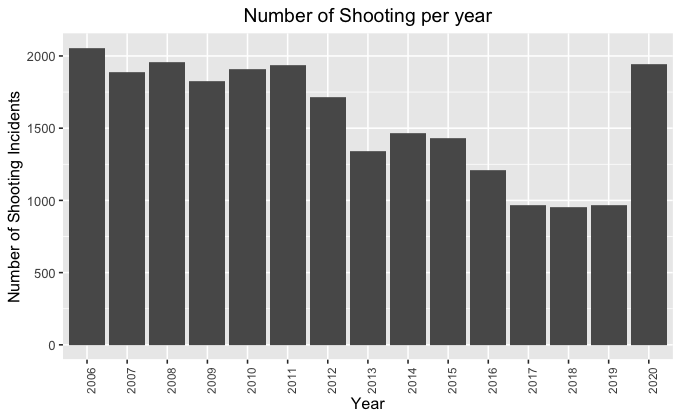 Number of Shooting per year
Number of Shooting Incidents
2000
1500
1000
500
0
2006 2007 2008 2009 2010 2011 2012 2013 2014 2015 2016 2017 2018 2019 2020
Year